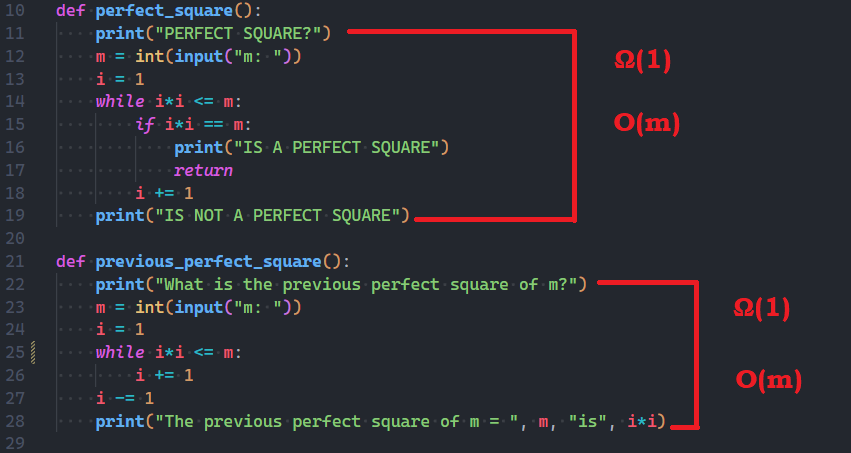 10 def perfect_square():
11 print("PERFECT SQUARE?")
12 m = int(input("m: "))
13 i = 1
14 while i*i <= m:
15 if i*i == m:
16 print("IS A PERFECT SQUARE")
17 return
18 i += 1
19 print("IS NOT A PERFECT SQUARE")
Ω(1)
O(m)
20
21 def previous_perfect_square():
22 print("What is the previous perfect square of m?")
23 m = int(input("m: "))
24 i = 1
25 while i*i <= m:
26 i += 1
27 i -= 1
28 print("The previous perfect square of m = ", m, "is", i*i)
Ω(1)
O(m)
29